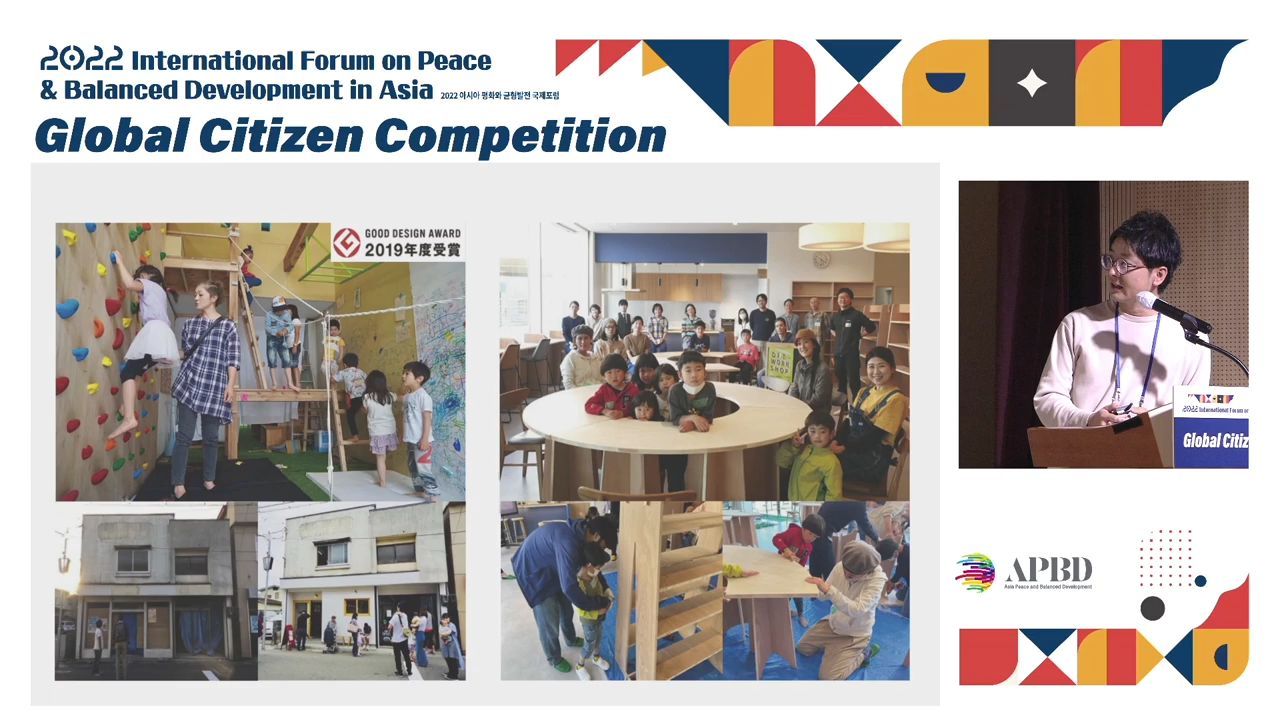 2022 International Forum on Peace
& Balanced Development in Asia 2022 아시아 평화와 균형발전 국제포럼
Global Citizen Competition
GOOD DESIGN AWARD
2019年度受賞
WORK
SHOP
2022 International Forum
Global Citiz
APBD
Asia Peace and Balanced Development